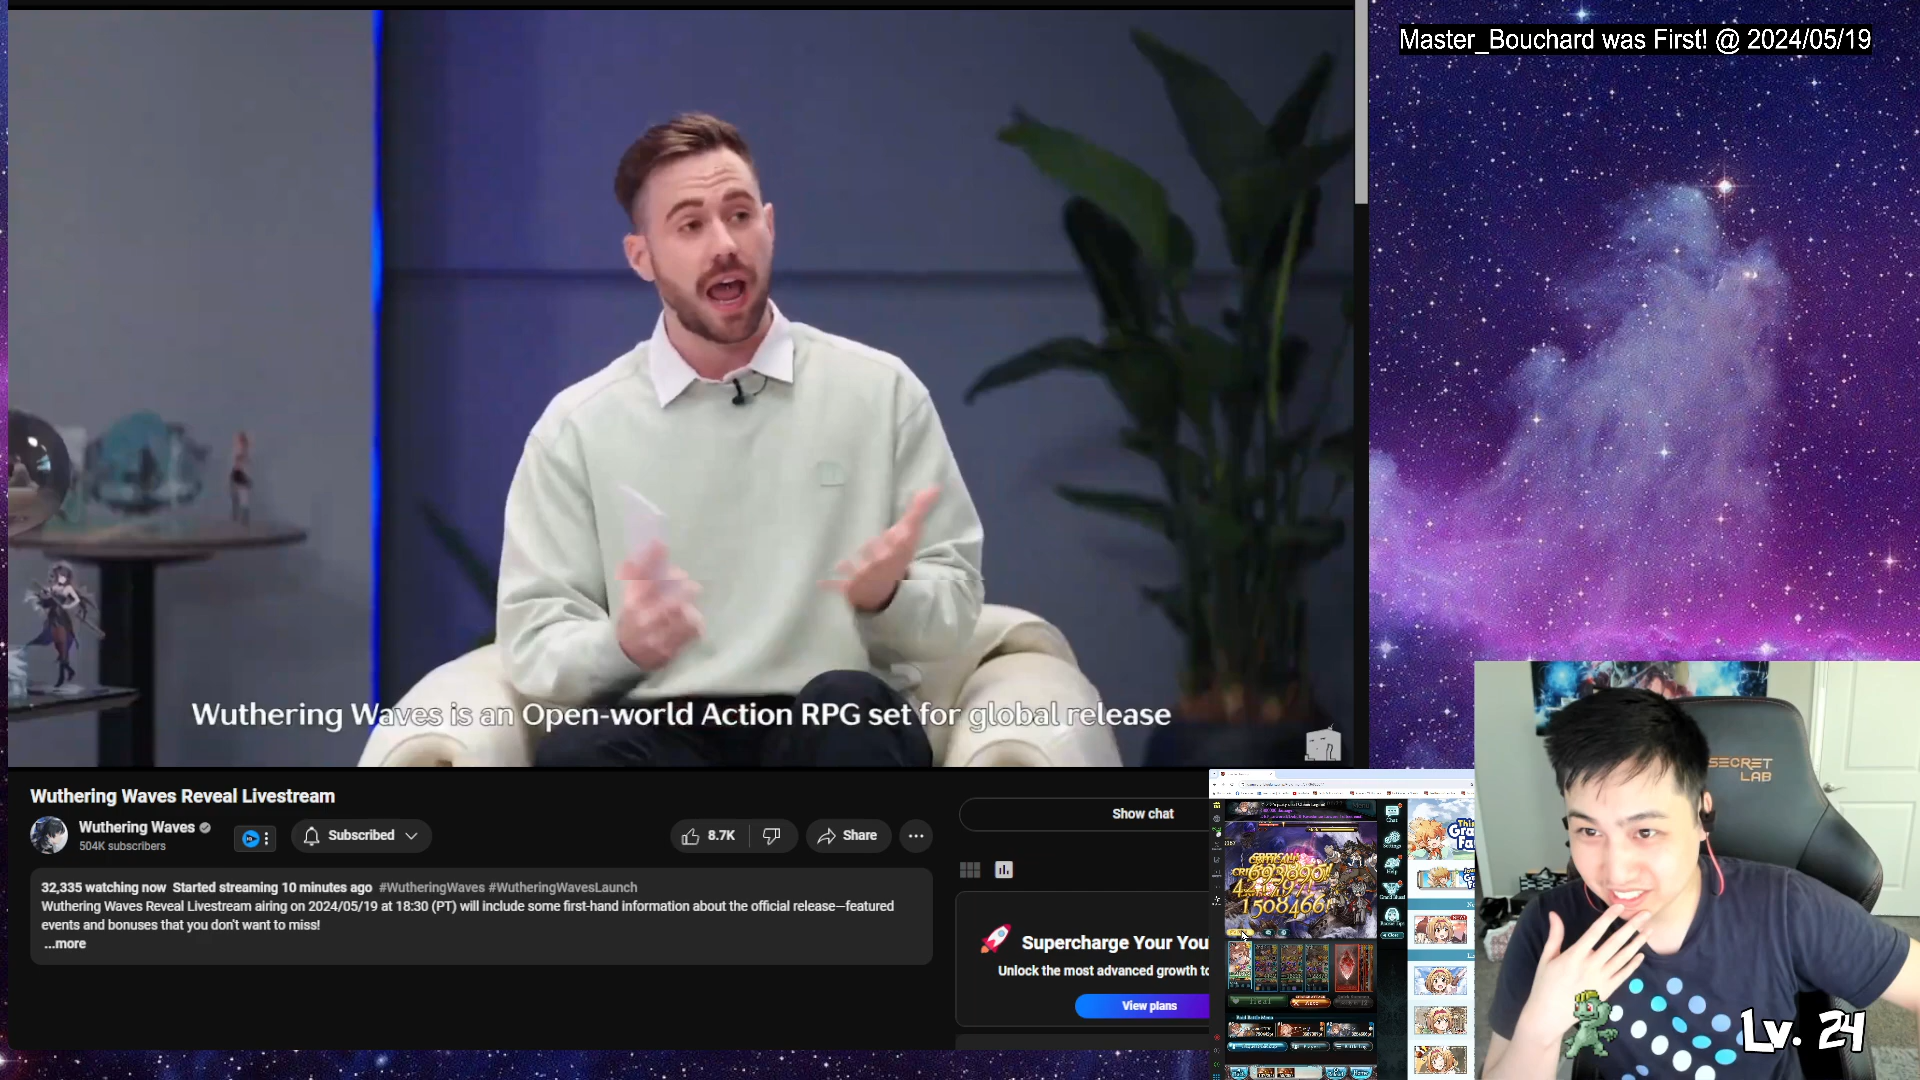 Master_Bouchard was First! @ 2024/05/19
Wuthering Waves is an Open-world Action RPG set for global release
SECRET
LAB
Wuthering Waves Reveal Livestream
Wuthering Waves
504K subscribers
Subscribed
8.7K
Share
Show chat
32,335 watching now Started streaming 10 minutes ago #WutheringWaves #WutheringWavesLaunch
Wuthering Waves Reveal Livestream airing on 2024/05/19 at 18:30 (PT) will include some first-hand information about the official release—featured
events and bonuses that you don't want to miss!
...more
Supercharge Your You
Unlock the most advanced growth to
View plans
1508466!
Heal
Lv. 24